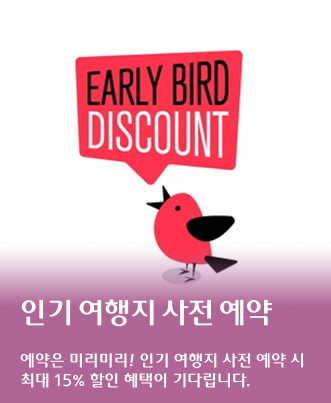 EARLY BIRD
DISCOUNT
인기 여행지 사전 예약
예약은 미리미리! 인기 여행지 사전 예약 시
최대 15% 할인 혜택이 기다립니다.